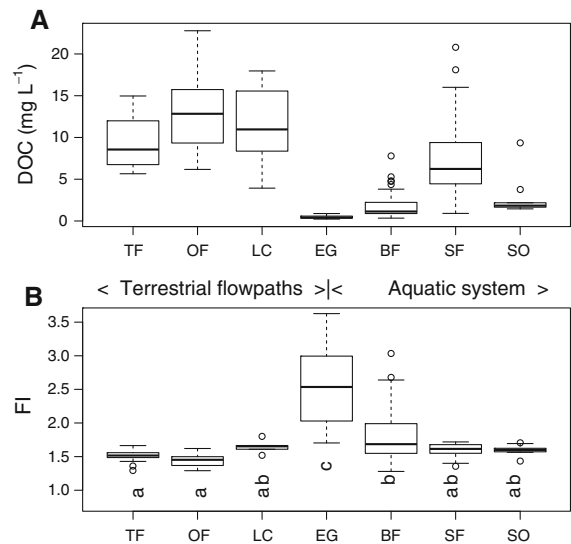 A
DOC (mg L⁻¹)
20
15
10
5
0
TF OF LC EG BF SF SO
< Terrestrial flowpaths >|< Aquatic system >
B
FI
3.5
3.0
2.5
2.0
1.5
1.0
a a ab c b ab ab
TF OF LC EG BF SF SO